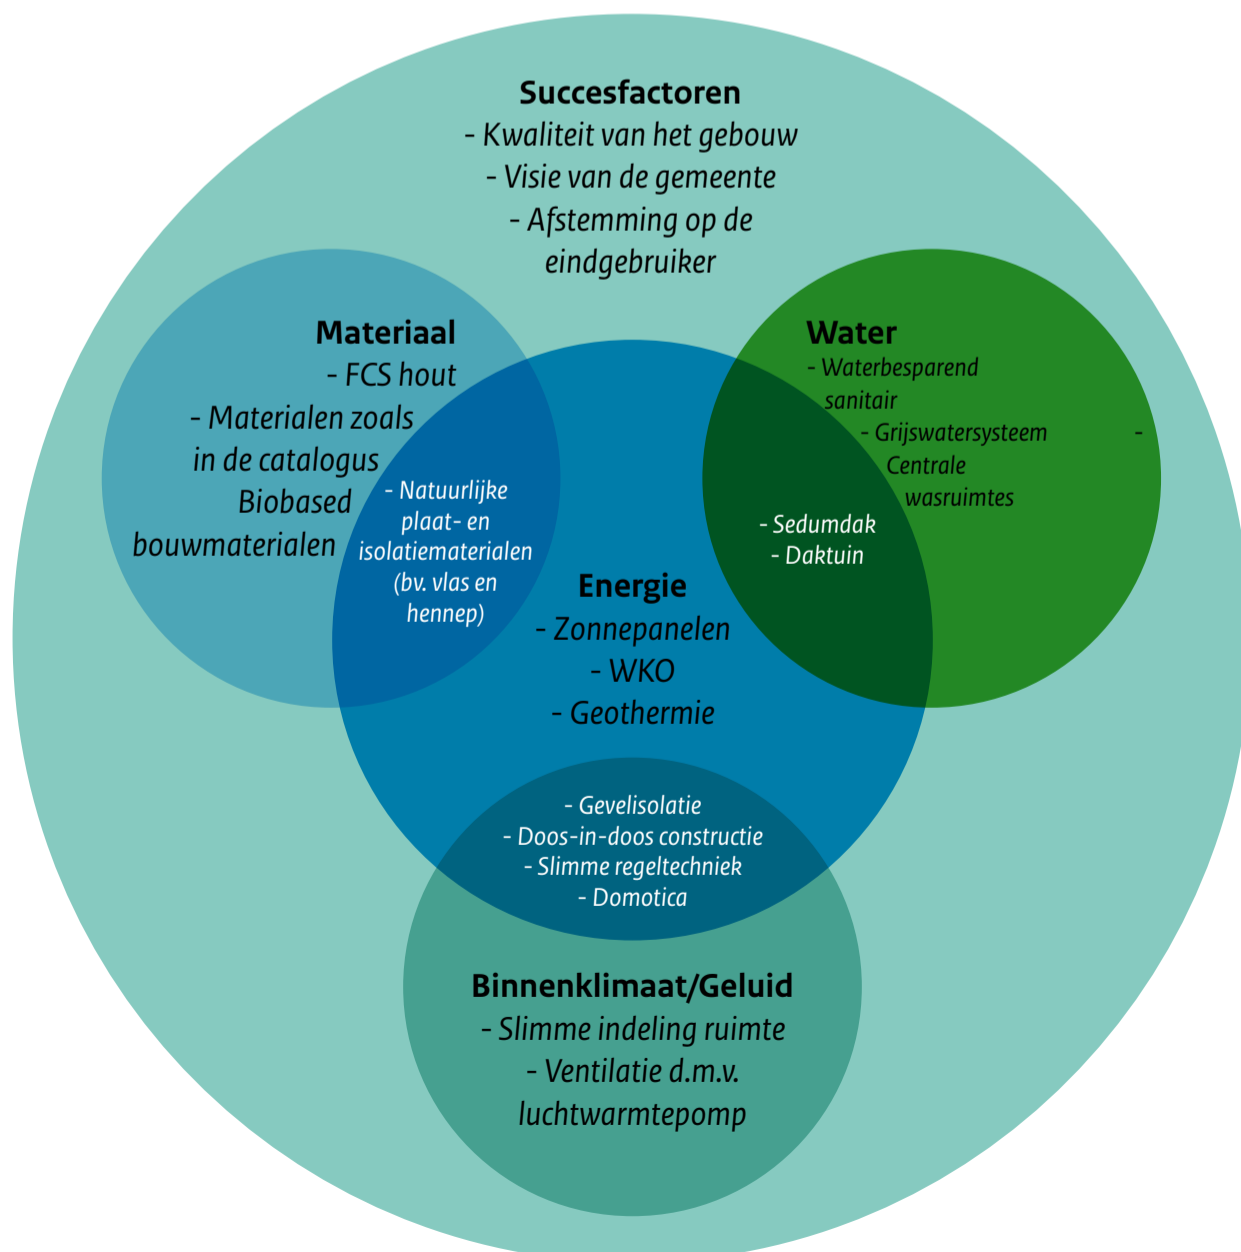 Succesfactoren
- Kwaliteit van het gebouw
- Visie van de gemeente
- Afstemming op de
eindgebruiker
Materiaal
- FCS hout
- Materialen zoals
in de catalogus
Biobased
bouwmaterialen
- Natuurlijke
plaat- en
isolatiematerialen
(bv. vlas en
hennep)
Water
- Waterbesparend
sanitair
- Grijswatersysteem -
Centrale
wasruimtes
- Sedumdak
- Daktuin
Energie
- Zonnepanelen
- WKO
- Geothermie
- Gevelisolatie
- Doos-in-doos constructie
- Slimme regeltechniek
- Domotica
Binnenklimaat/Geluid
- Slimme indeling ruimte
- Ventilatie d.m.v.
luchtwarmtepomp